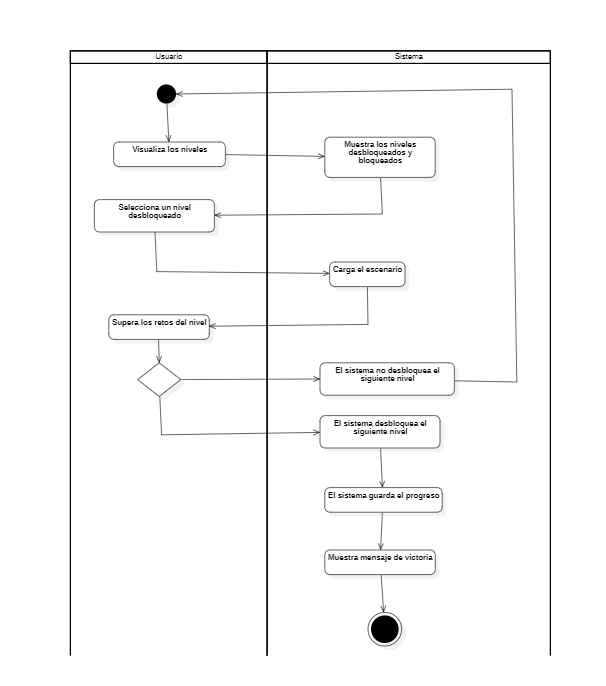 Usuario
Sistema
Visualiza los niveles
Muestra los niveles
desbloqueados y
bloqueados
Selecciona un nivel
desbloqueado
Carga el escenario
Supera los retos del nivel
El sistema no desbloquea el
siguiente nivel
El sistema desbloquea el
siguiente nivel
El sistema guarda el progreso
Muestra mensaje de victoria